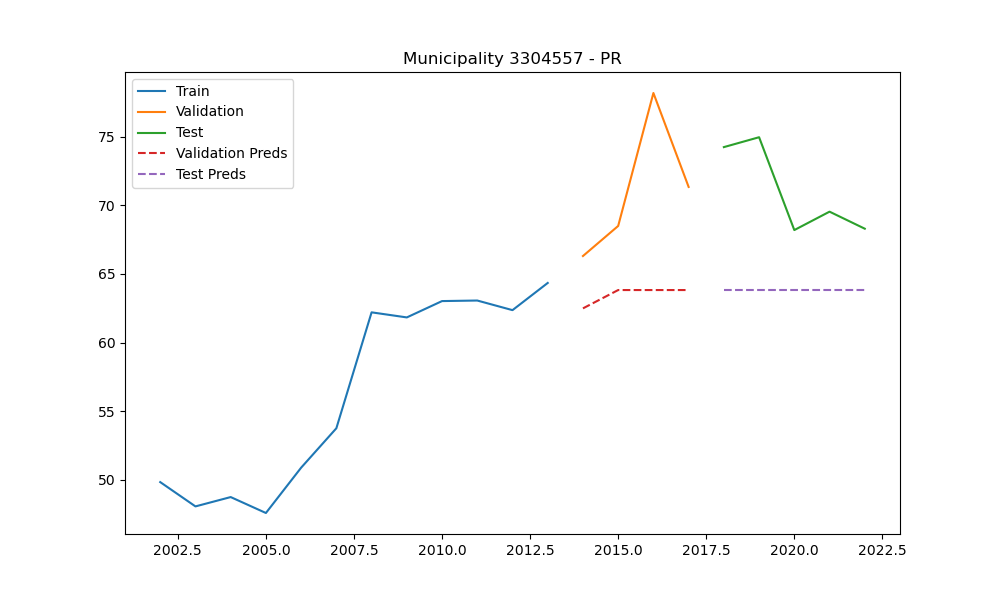 Municipality 3304557 - PR
Train
Validation
Test
Validation Preds
Test Preds
75
70
65
60
55
50
2002.5 2005.0 2007.5 2010.0 2012.5 2015.0 2017.5 2020.0 2022.5